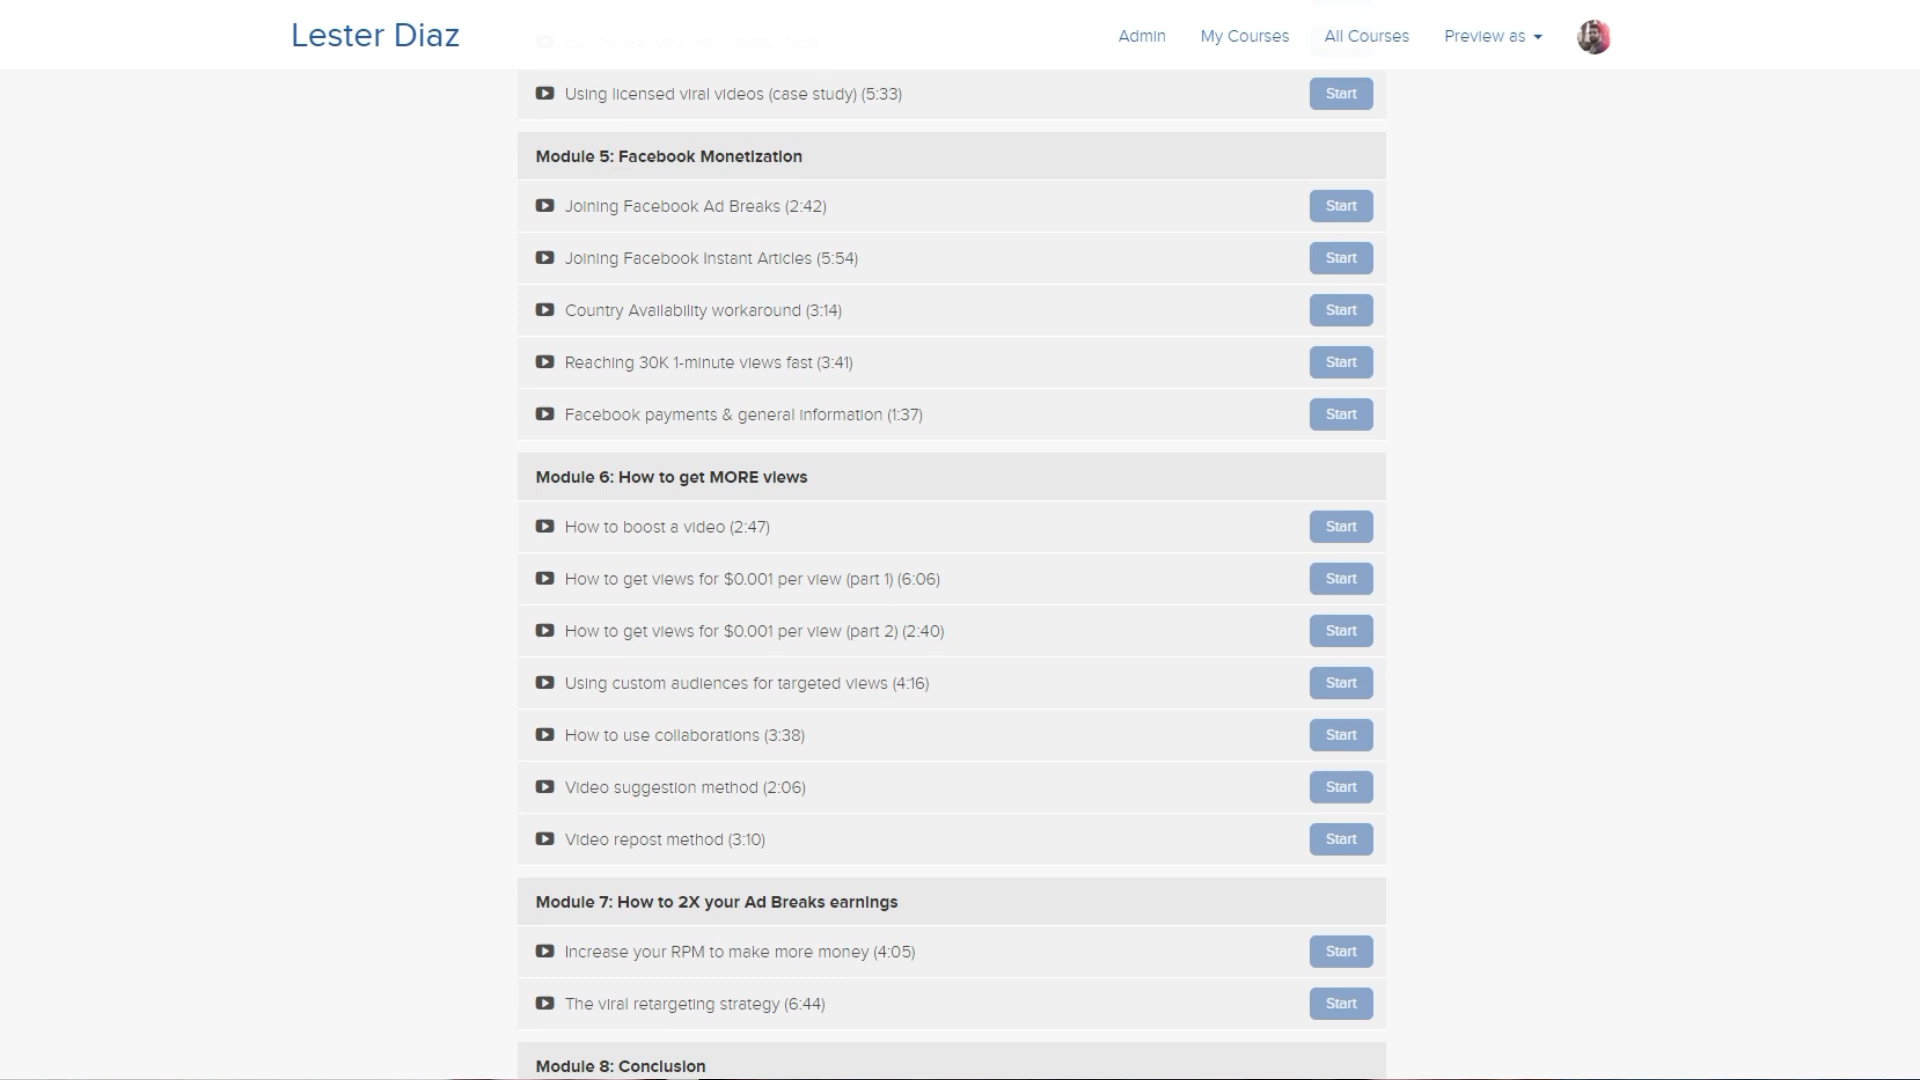 Lester Diaz
Admin
My Courses
All Courses
Preview as
Using licensed viral videos (case study) (5:33)
Start
Module 5: Facebook Monetization
Joining Facebook Ad Breaks (2:42)
Start
Joining Facebook Instant Articles (5:54)
Start
Country Availability workaround (3:14)
Start
Reaching 30K 1-minute views fast (3:41)
Start
Facebook payments & general information (1:37)
Start
Module 6: How to get MORE views
How to boost a video (2:47)
Start
How to get views for $0.001 per view (part 1) (6:06)
Start
How to get views for $0.001 per view (part 2) (2:40)
Start
Using custom audiences for targeted views (4:16)
Start
How to use collaborations (3:38)
Start
Video suggestion method (2:06)
Start
Video repost method (3:10)
Start
Module 7: How to 2X your Ad Breaks earnings
Increase your RPM to make more money (4:05)
Start
The viral retargeting strategy (6:44)
Start
Module 8: Conclusion